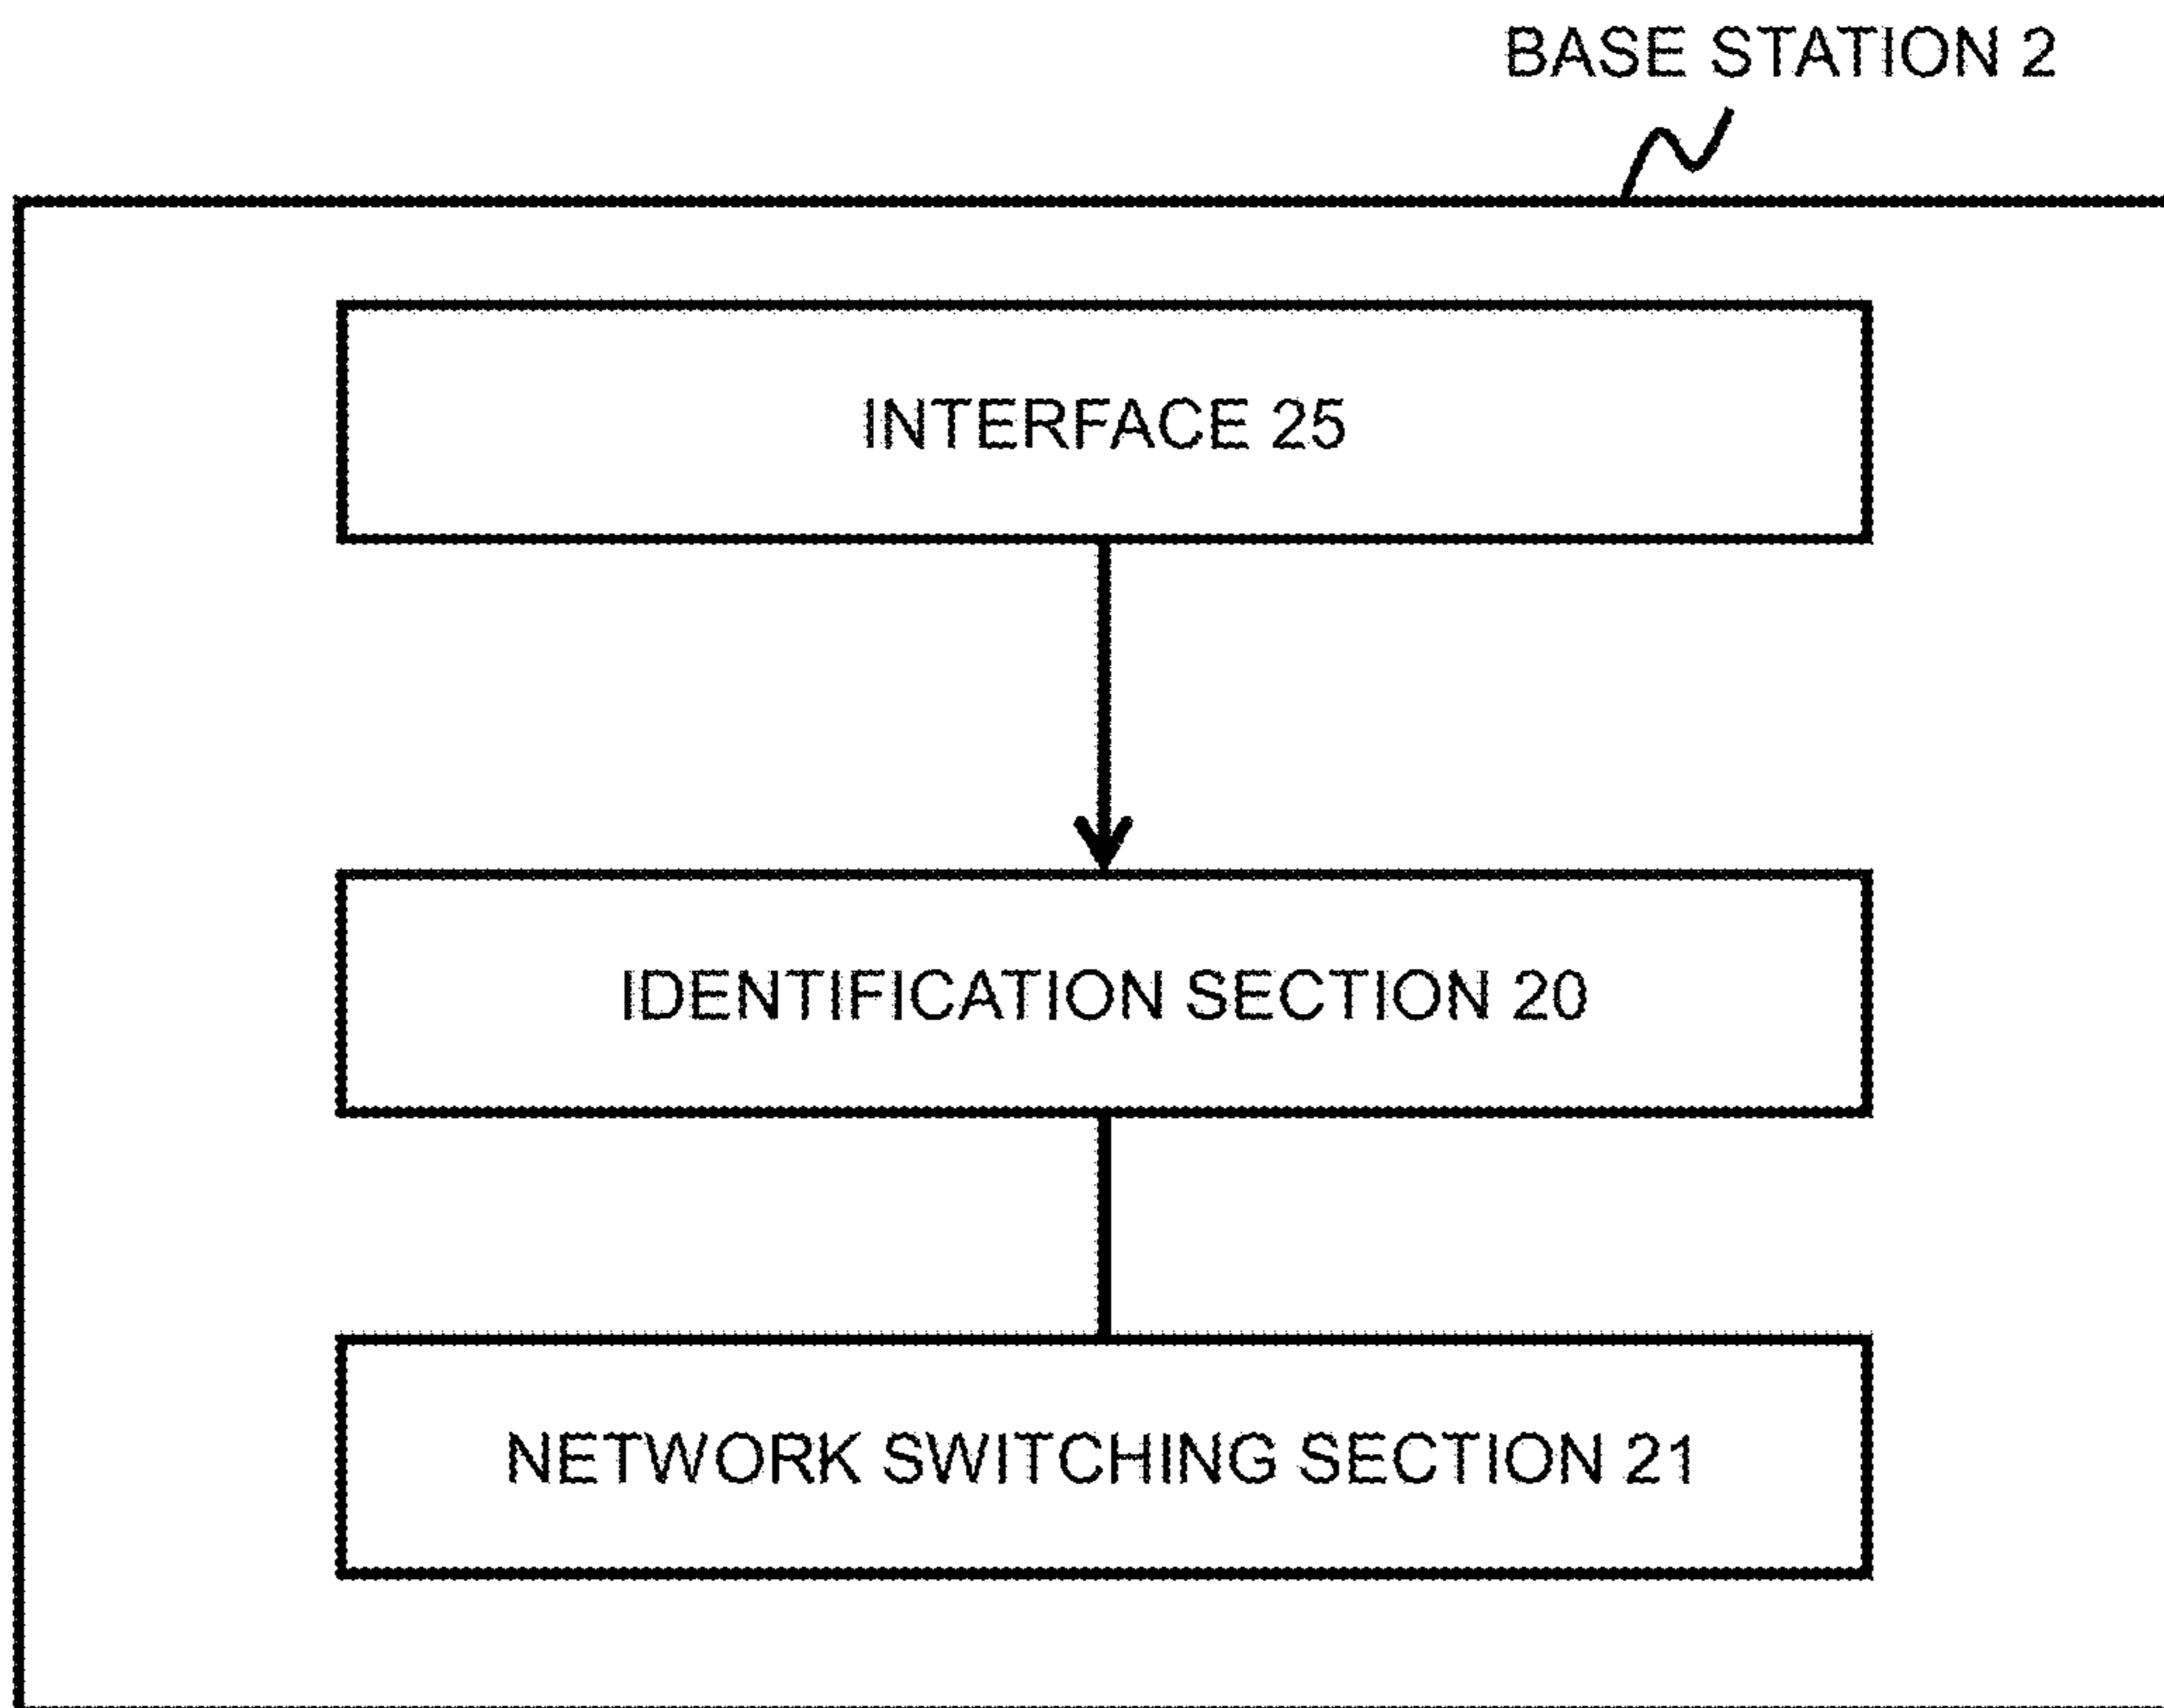 BASE STATION 2
INTERFACE 25
IDENTIFICATION SECTION 20
NETWORK SWITCHING SECTION 21